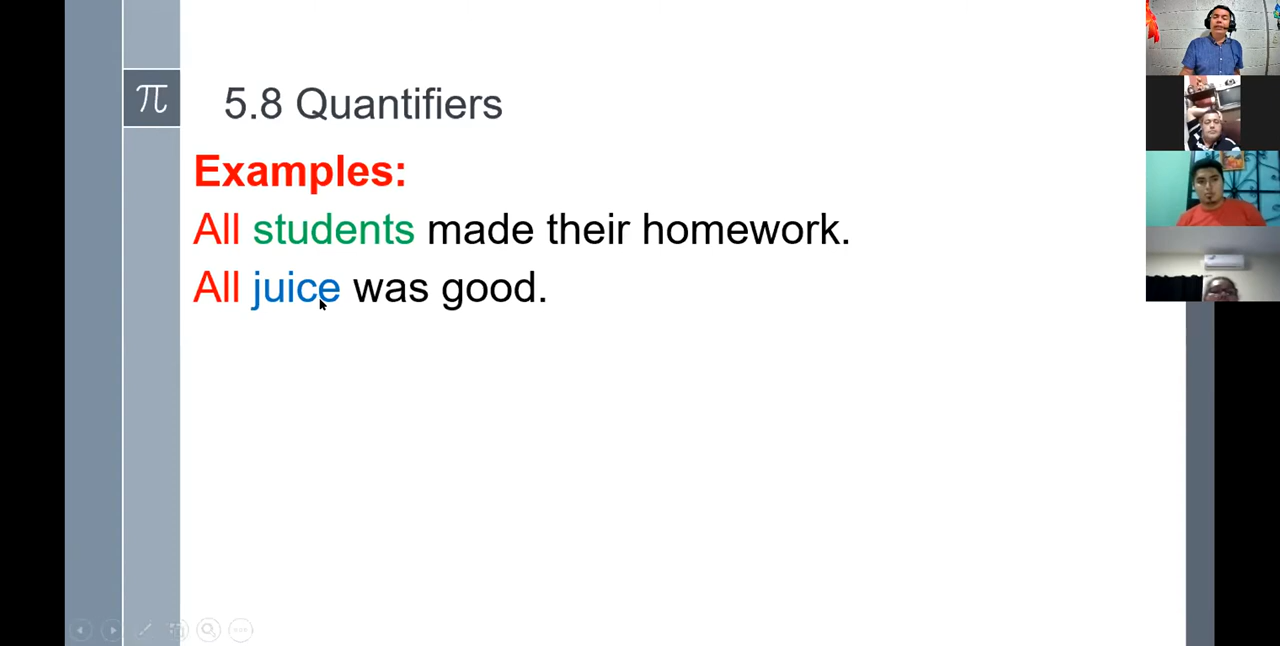 π
5.8 Quantifiers
Examples:
All students made their homework.
All juice was good.